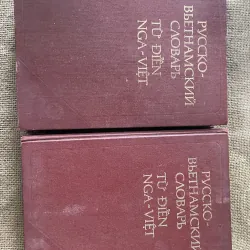 РУССКО-
ВЬЕТНАМСКИЙ
СЛОВАРЬ
TỪ ĐIỂN
NGA-VIỆT
РУССКО-
ВЬЕТНАМСКИЙ
СЛОВАРЬ
TỪ ĐIỂN
NGA-VIỆT